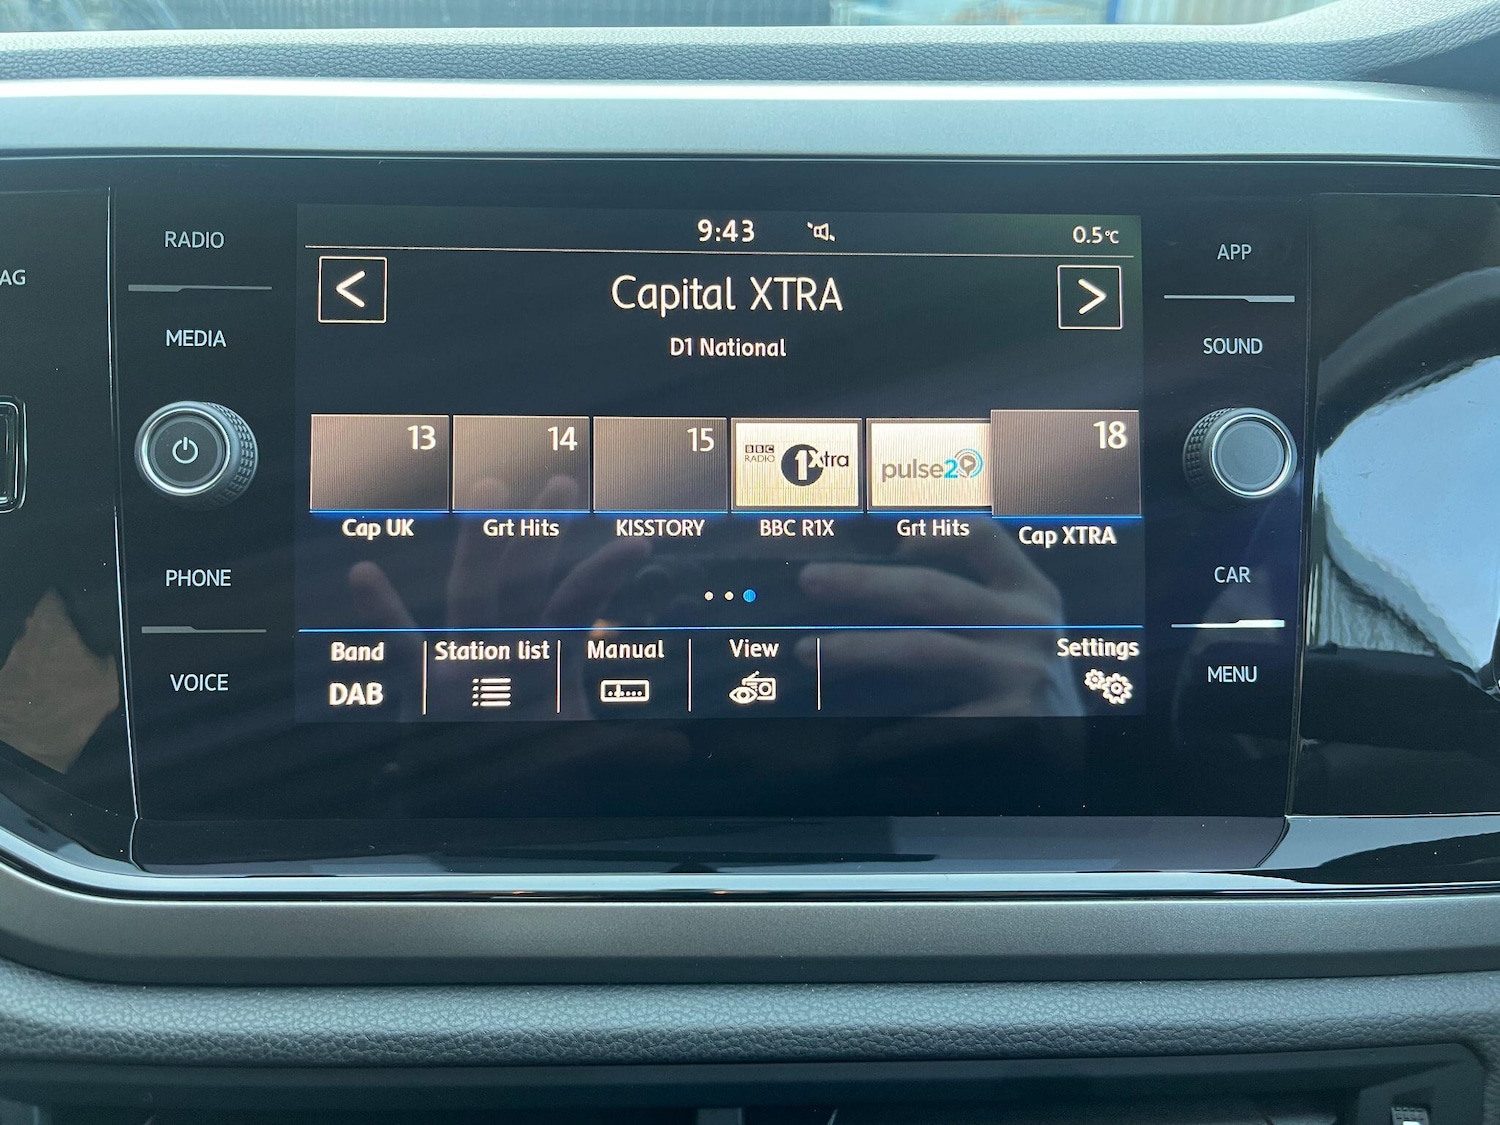 9:43
0.5°C
Capital XTRA
D1 National
RADIO
MEDIA
PHONE
VOICE
AG
13
14
15
BBC
RADIO
1Xtra
pulse2
18
Cap UK
Grt Hits
KISSTORY
BBC R1X
Grt Hits
Cap XTRA
Band
DAB
Station list
Manual
View
Settings
APP
SOUND
CAR
MENU